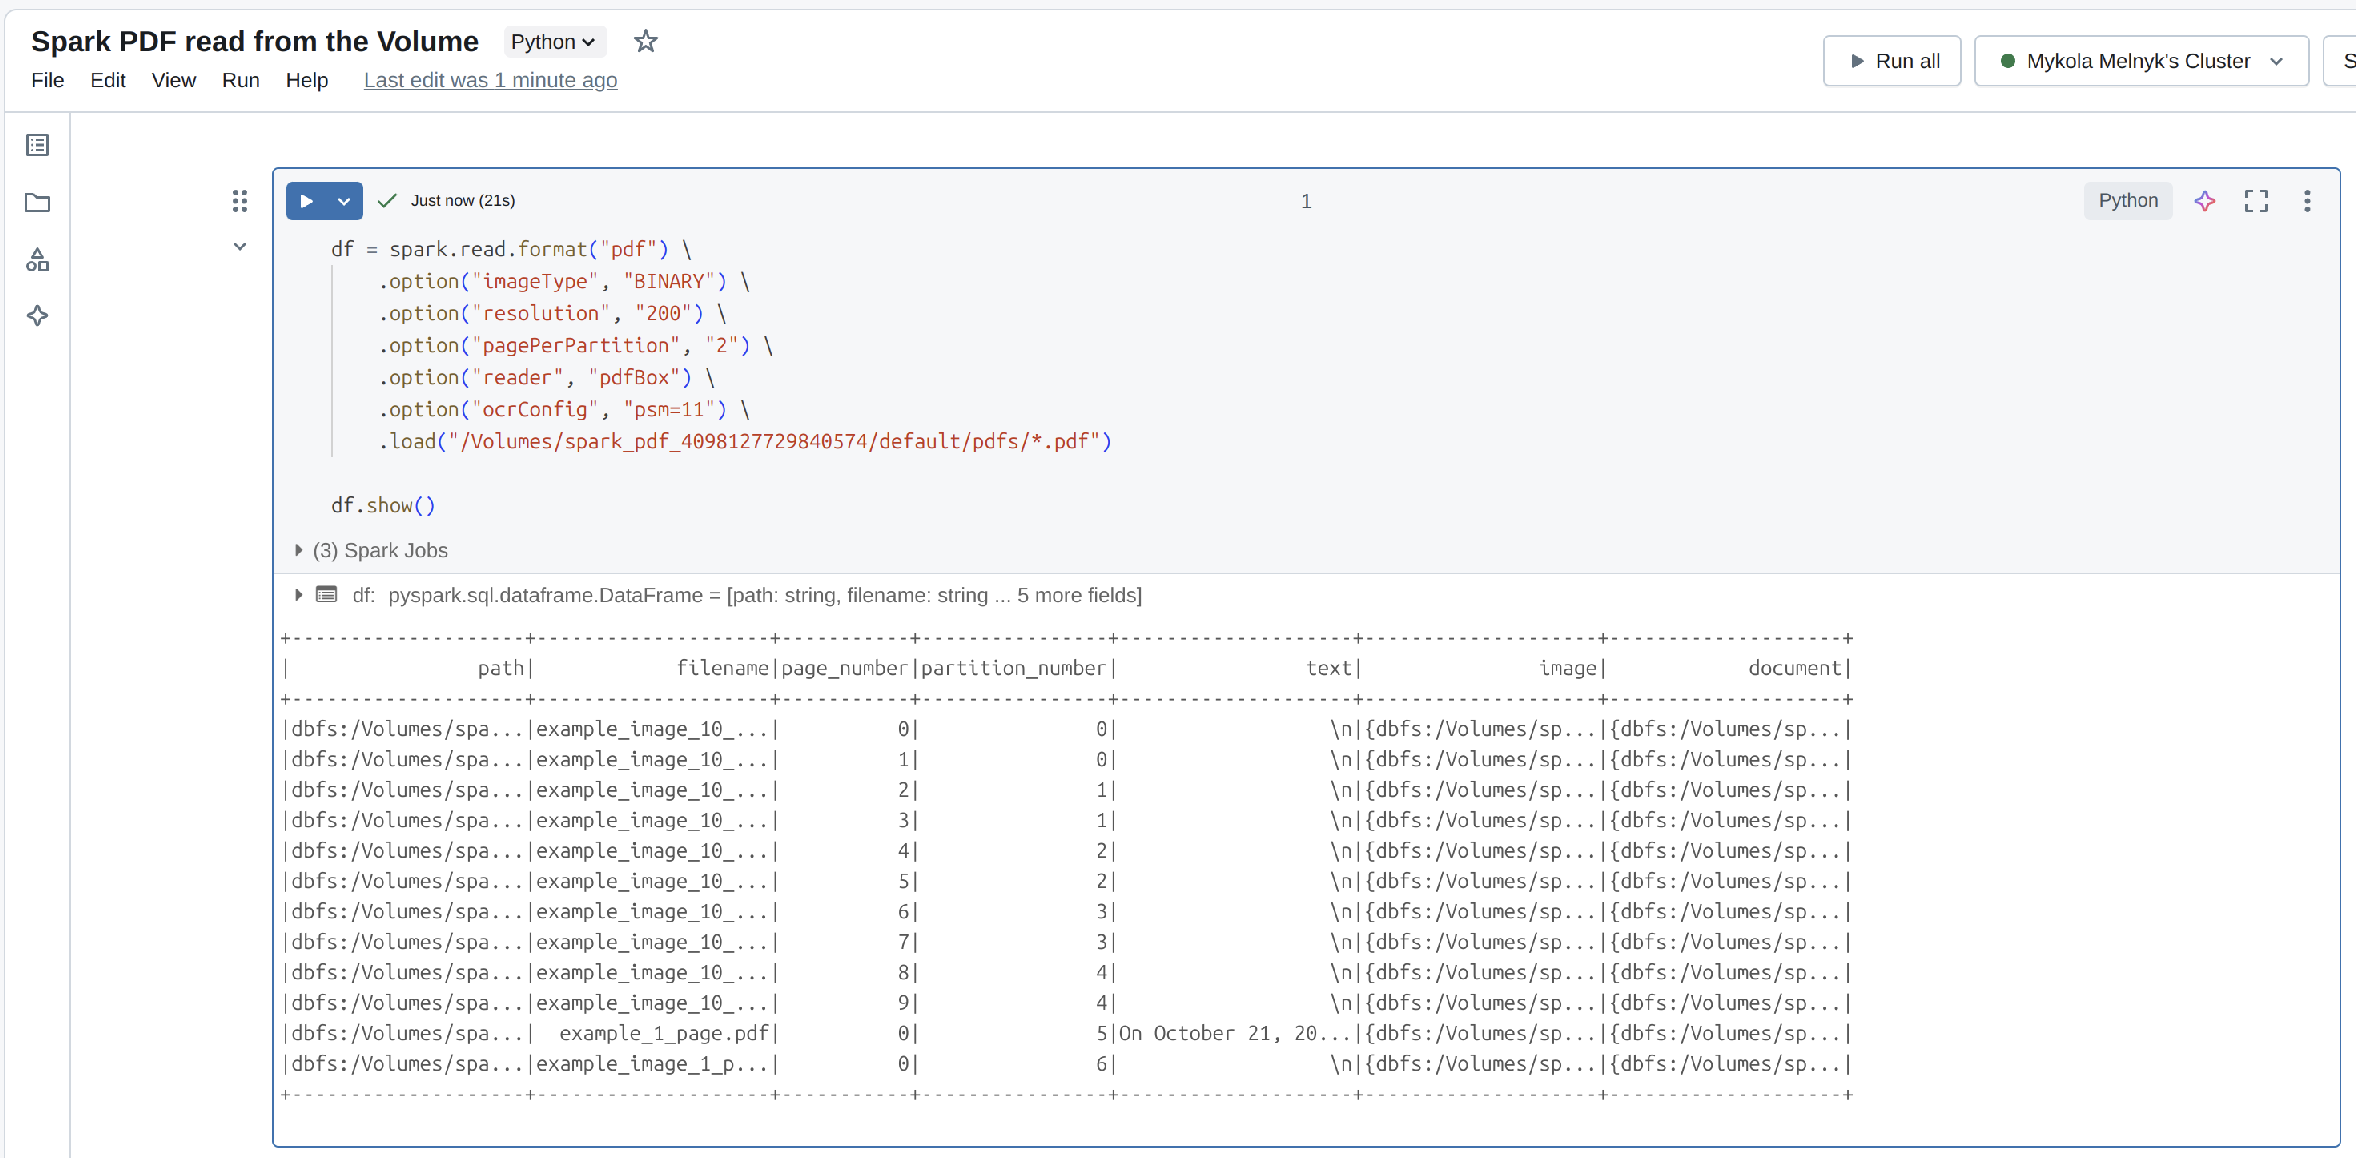 Spark PDF read from the Volume Python
File Edit View Run Help Last edit was 1 minute ago
Run all
Mykola Melnyk's Cluster
S
Just now (21s)
1
Python
df = spark.read.format("pdf") \
    .option("imageType", "BINARY") \
    .option("resolution", "200") \
    .option("pagePerPartition", "2") \
    .option("reader", "pdfBox") \
    .option("ocrConfig", "psm=11") \
    .load("/Volumes/spark_pdf_4098127729840574/default/pdfs/*.pdf")
df.show()
(3) Spark Jobs
df: pyspark.sql.dataframe.DataFrame = [path: string, filename: string ... 5 more fields]
+--------------------+--------------------+-----------+----------------+--------------------+--------------------+--------------------+
|                path|            filename|page_number|partition_number|                text|               image|            document|
+--------------------+--------------------+-----------+----------------+--------------------+--------------------+--------------------+
|dbfs:/Volumes/spa...|example_image_10_...|          0|               0|                  \n|{dbfs:/Volumes/sp...|{dbfs:/Volumes/sp...|
|dbfs:/Volumes/spa...|example_image_10_...|          1|               0|                  \n|{dbfs:/Volumes/sp...|{dbfs:/Volumes/sp...|
|dbfs:/Volumes/spa...|example_image_10_...|          2|               1|                  \n|{dbfs:/Volumes/sp...|{dbfs:/Volumes/sp...|
|dbfs:/Volumes/spa...|example_image_10_...|          3|               1|                  \n|{dbfs:/Volumes/sp...|{dbfs:/Volumes/sp...|
|dbfs:/Volumes/spa...|example_image_10_...|          4|               2|                  \n|{dbfs:/Volumes/sp...|{dbfs:/Volumes/sp...|
|dbfs:/Volumes/spa...|example_image_10_...|          5|               2|                  \n|{dbfs:/Volumes/sp...|{dbfs:/Volumes/sp...|
|dbfs:/Volumes/spa...|example_image_10_...|          6|               3|                  \n|{dbfs:/Volumes/sp...|{dbfs:/Volumes/sp...|
|dbfs:/Volumes/spa...|example_image_10_...|          7|               3|                  \n|{dbfs:/Volumes/sp...|{dbfs:/Volumes/sp...|
|dbfs:/Volumes/spa...|example_image_10_...|          8|               4|                  \n|{dbfs:/Volumes/sp...|{dbfs:/Volumes/sp...|
|dbfs:/Volumes/spa...|example_image_10_...|          9|               4|                  \n|{dbfs:/Volumes/sp...|{dbfs:/Volumes/sp...|
|dbfs:/Volumes/spa...|  example_1_page.pdf|          0|               5|On October 21, 20...|{dbfs:/Volumes/sp...|{dbfs:/Volumes/sp...|
|dbfs:/Volumes/spa...|example_image_1_p...|          0|               6|                  \n|{dbfs:/Volumes/sp...|{dbfs:/Volumes/sp...|
+--------------------+--------------------+-----------+----------------+--------------------+--------------------+--------------------+